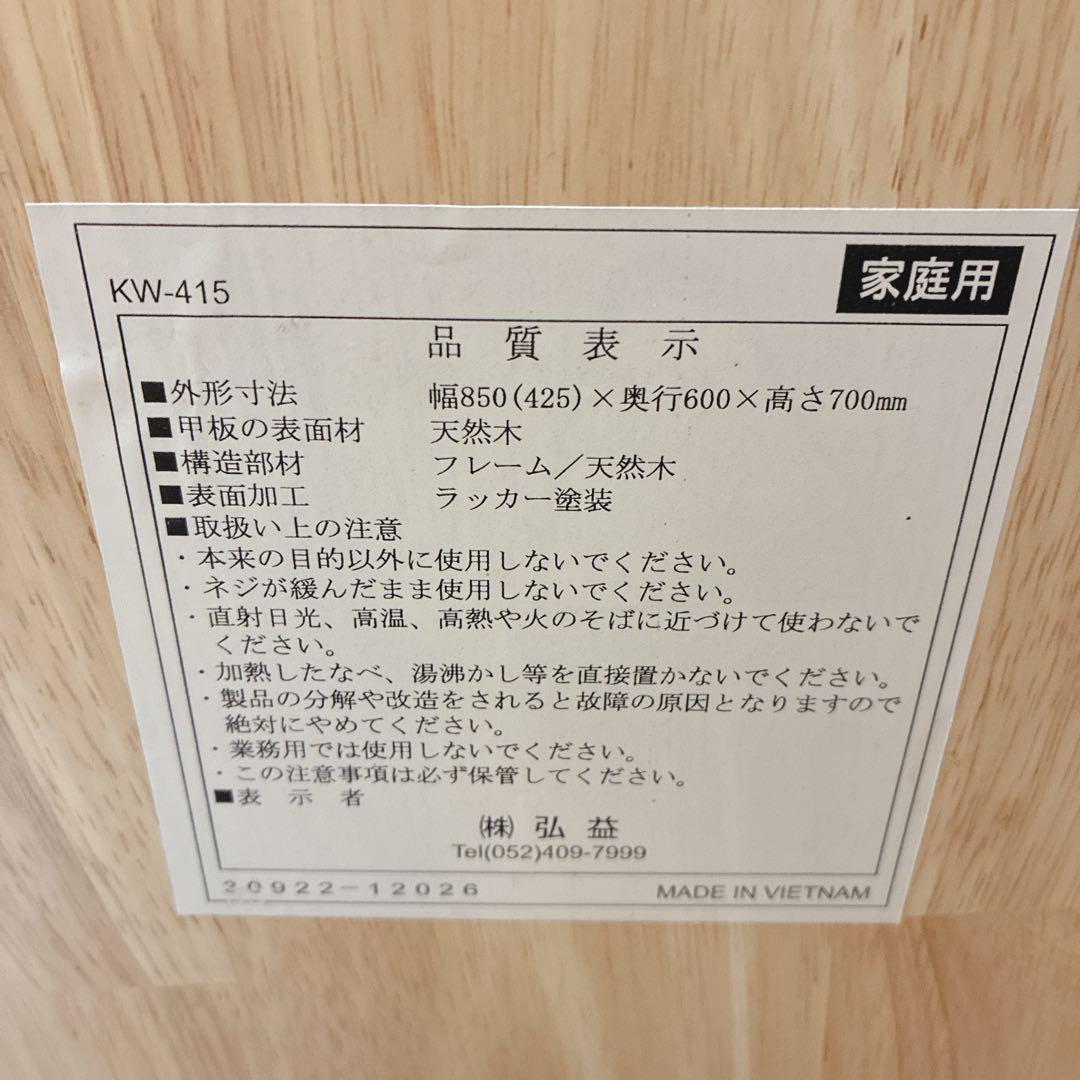 KW-415
家庭用
品質表示
■外形寸法 幅850(425)×奥行600×高さ700mm
■甲板の表面材 天然木
■構造部材 フレーム／天然木
■表面加工 ラッカー塗装
■取扱い上の注意
・本来の目的以外に使用しないでください。
・ネジが緩んだまま使用しないでください。
・直射日光、高温、高熱や火のそばに近づけて使わないで
ください。
・加熱したなべ、湯沸かし等を直接置かないでください。
・製品の分解や改造をされると故障の原因となりますので
絶対にやめてください。
・業務用では使用しないでください。
・この注意事項は必ず保管してください。
■表示者
㈱弘益
Tel(052)409-7999
20922-12026 MADE IN VIETNAM